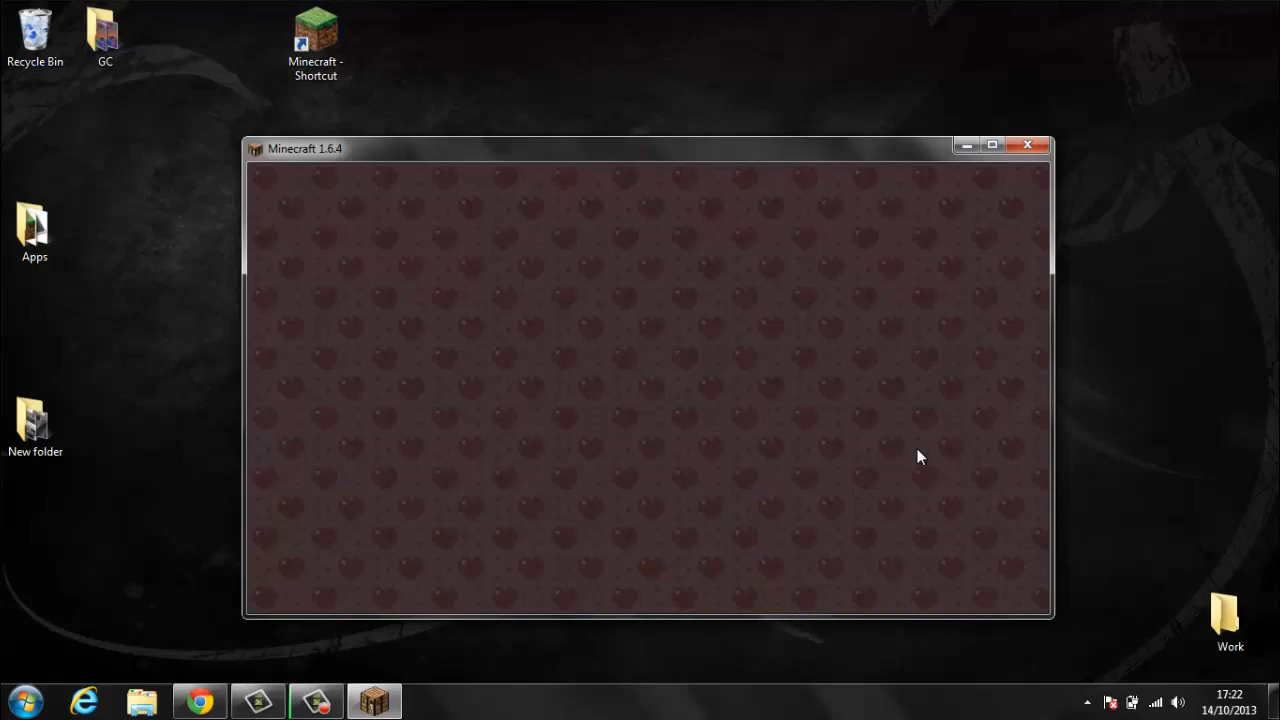 Recycle Bin
GC
Minecraft -
Shortcut
Minecraft 1.6.4
Apps
New folder
Work
17:22
14/10/2013